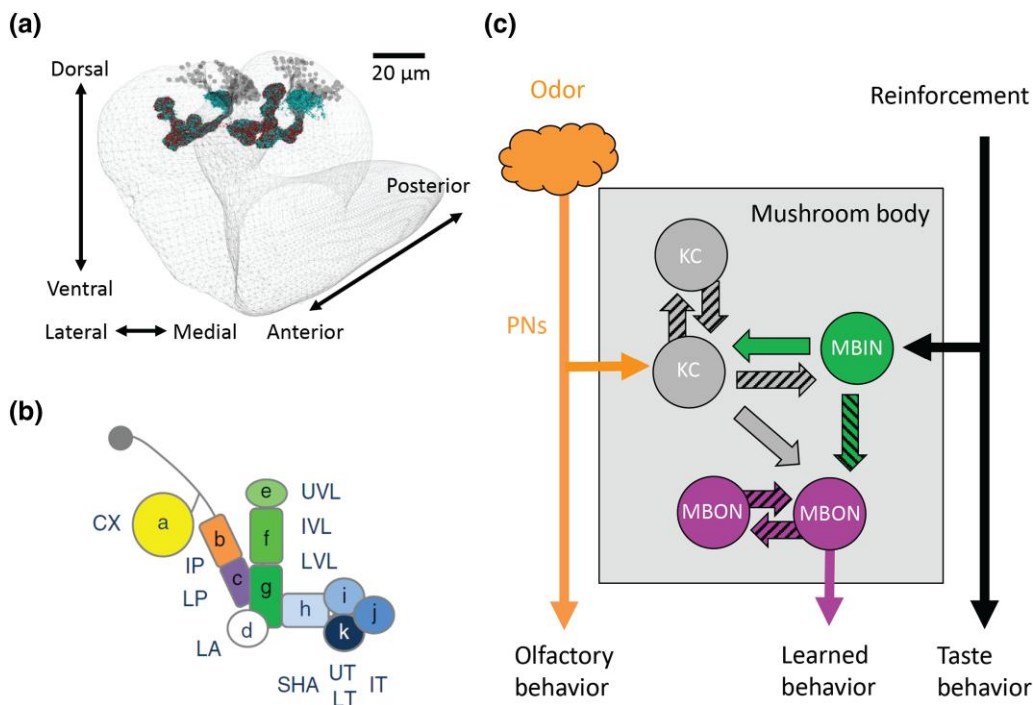 (a)
Dorsal
20 µm
Posterior
Ventral
Lateral
Medial
Anterior
(b)
CX
a
b
IP
c
LP
d
LA
e
UVL
f
IVL
LVL
g
h
i
j
k
SHA
UT
LT
IT
(c)
Odor
Reinforcement
Mushroom body
KC
PNs
KC
MBIN
MBON
MBON
Olfactory
behavior
Learned
behavior
Taste
behavior